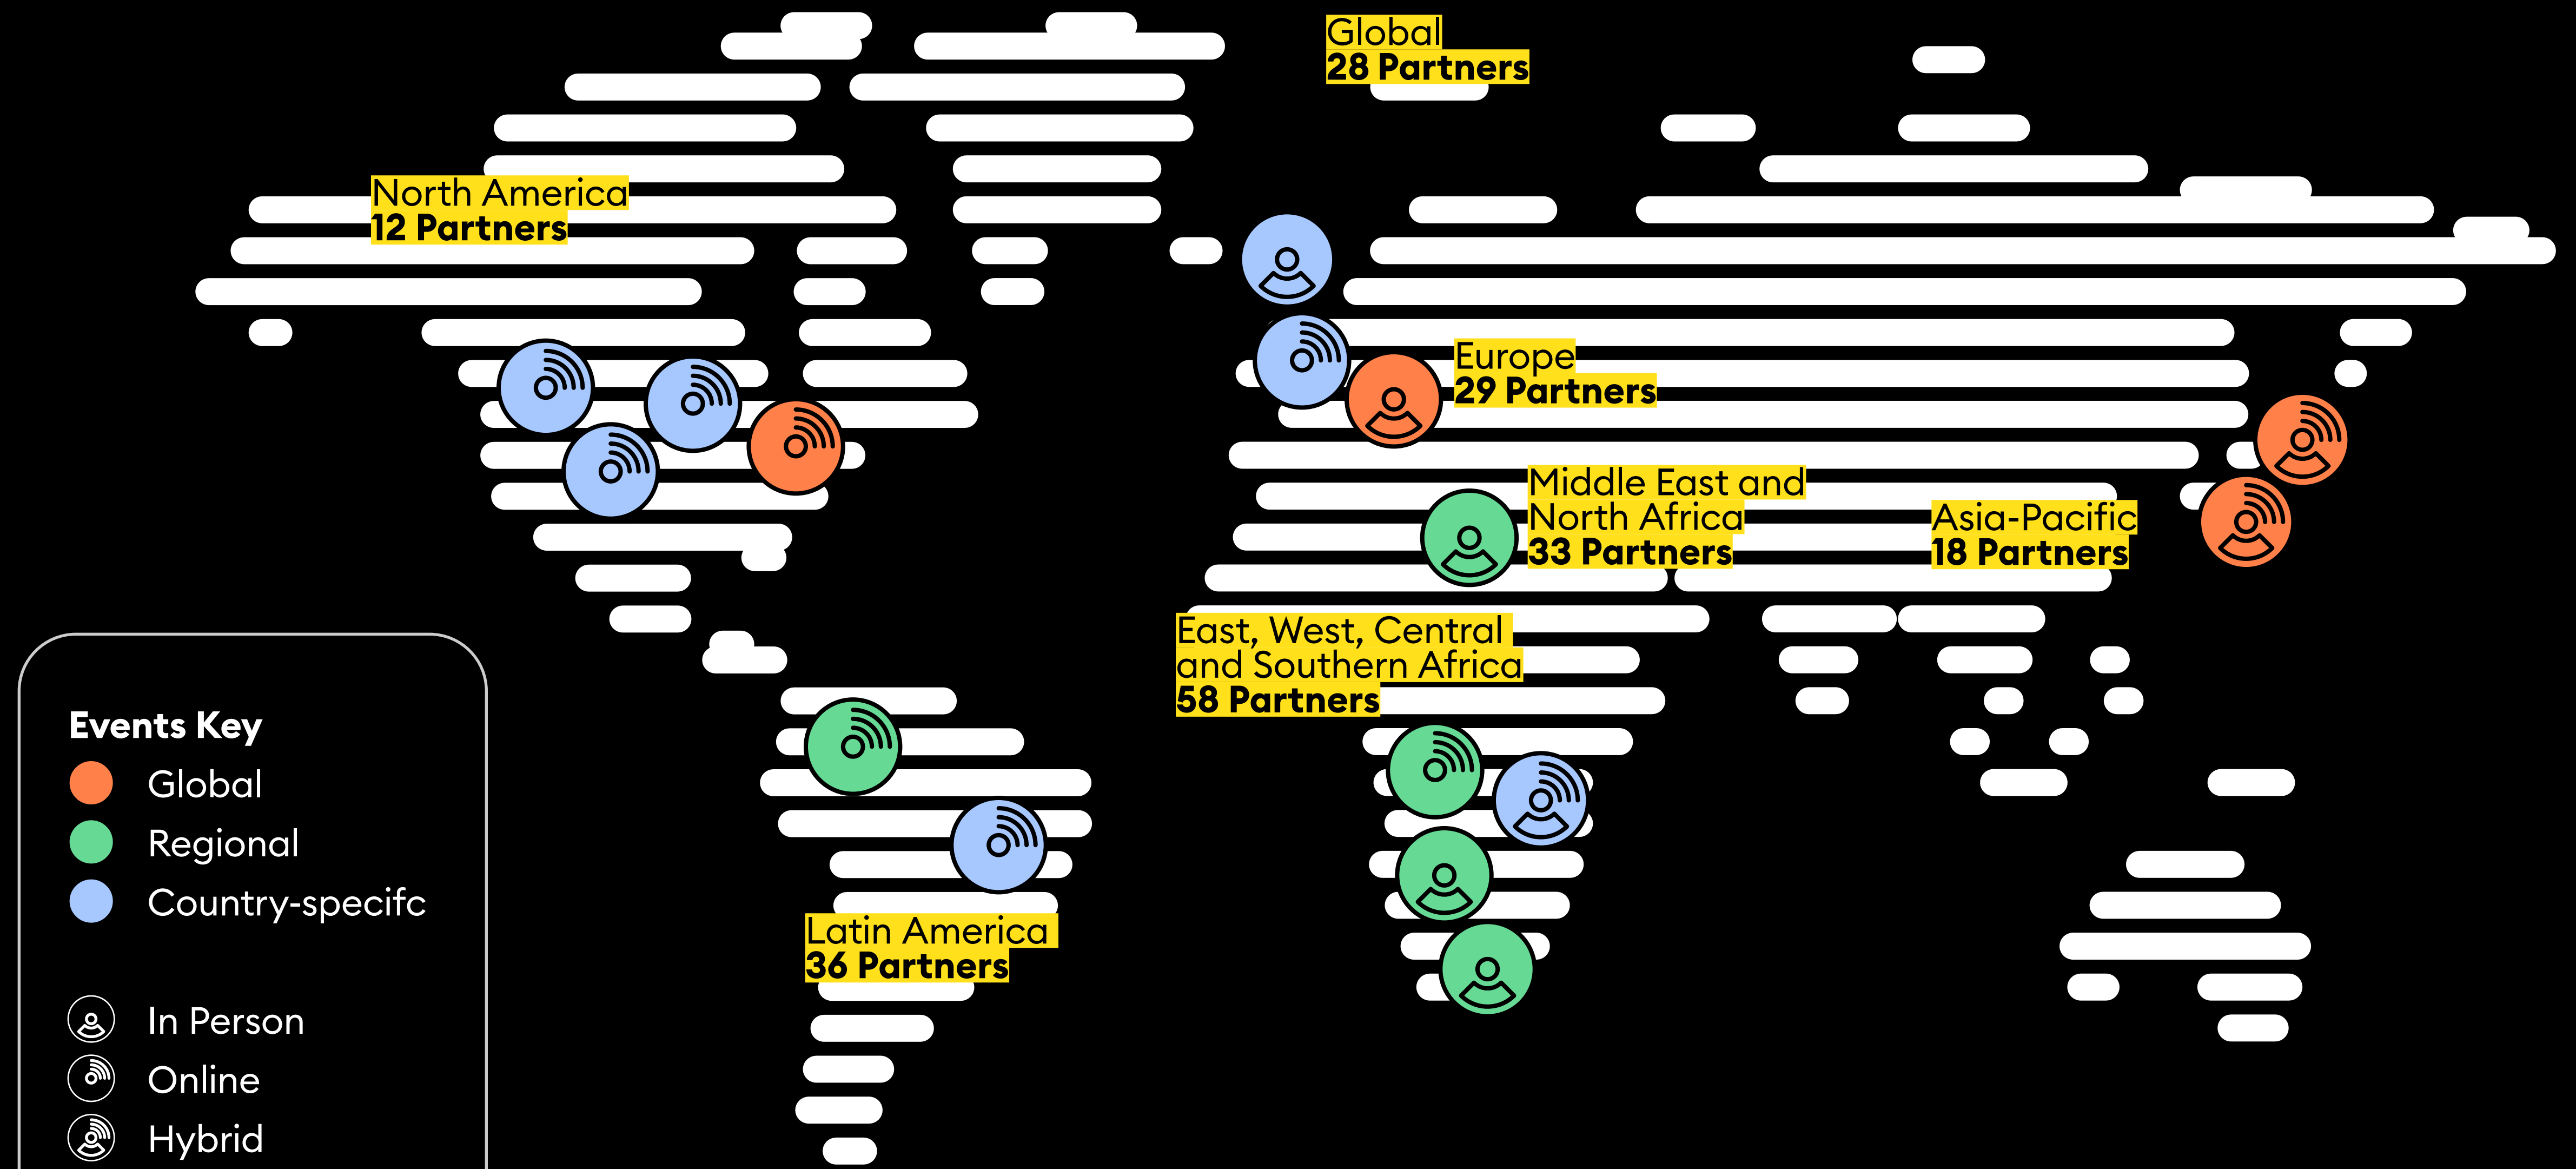 Global
28 Partners
North America
12 Partners
Europe
29 Partners
Middle East and
North Africa
33 Partners
Asia-Pacific
18 Partners
East, West, Central
and Southern Africa
58 Partners
Latin America
36 Partners
Events Key
Global
Regional
Country-specifc
In Person
Online
Hybrid